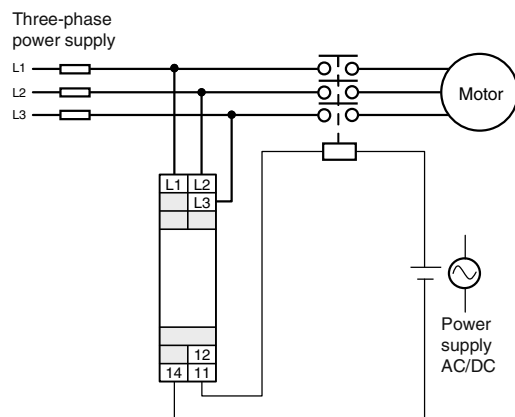 Three-phase
power supply
L1
L2
L3
Motor
L1 L2
L3
12
14 11
Power
supply
AC/DC